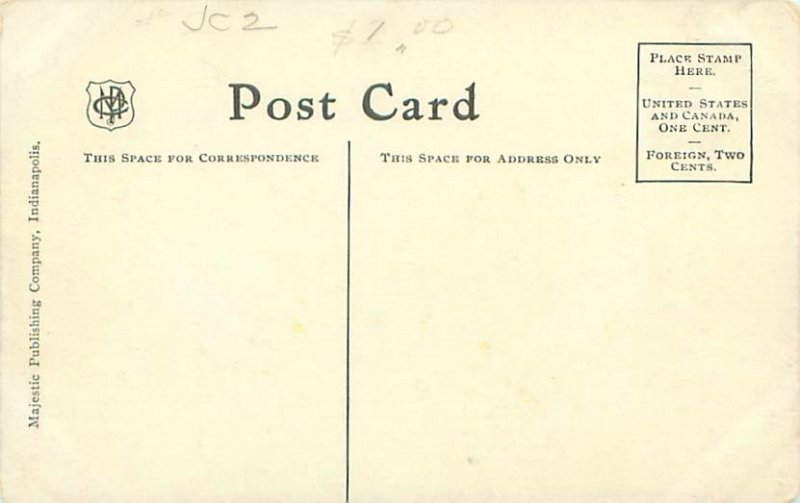 JC2
$7.00
Post Card
THIS SPACE FOR CORRESPONDENCE
THIS SPACE FOR ADDRESS ONLY
PLACE STAMP
HERE.
UNITED STATES
AND CANADA,
ONE CENT.
FOREIGN, TWO
CENTS.
Majestic Publishing Company, Indianapolis.